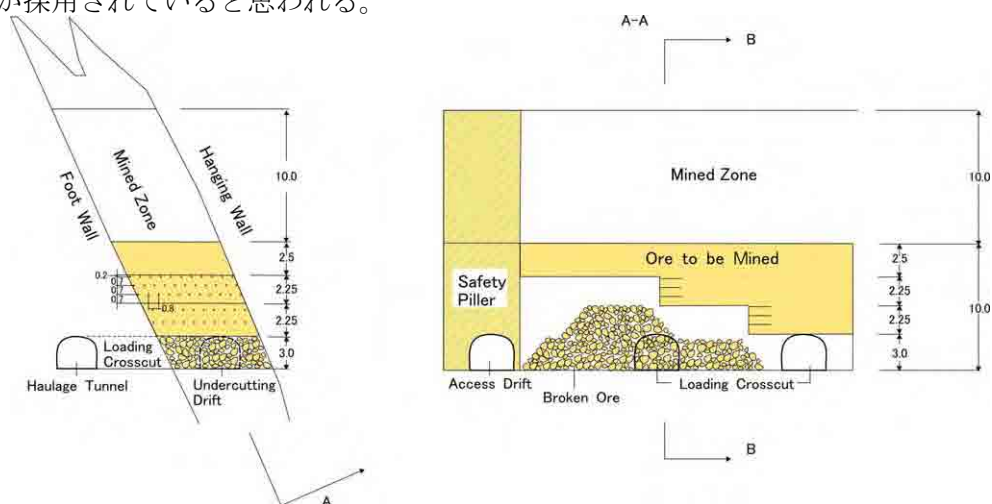 が採用されていると思われる。
A-A
B
Foot Wall
Mined Zone
Hanging Wall
10.0
2.5
2.25
2.25
3.0
0.2
0.7
0.7
0.7
0.8
Loading
Crosscut
Haulage Tunnel
Undercutting
Drift
A
Mined Zone
10.0
Ore to be Mined
Safety
Piller
2.5
2.25
2.25
3.0
10.0
Access Drift
Loading Crosscut
Broken Ore
B